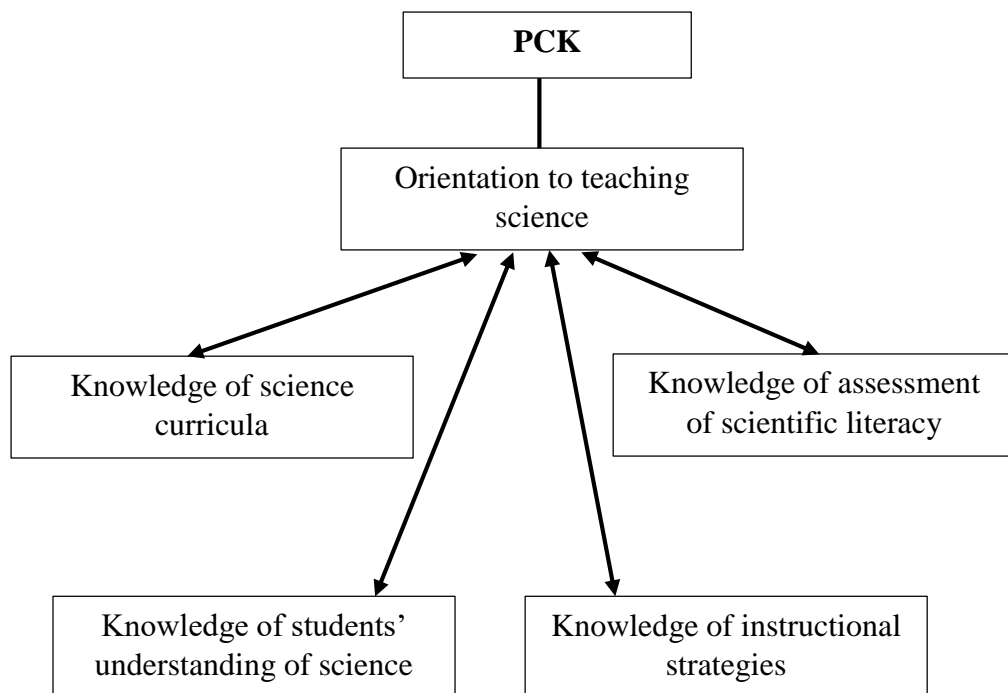 PCK
Orientation to teaching
science
Knowledge of science
curricula
Knowledge of assessment
of scientific literacy
Knowledge of students’
understanding of science
Knowledge of instructional
strategies